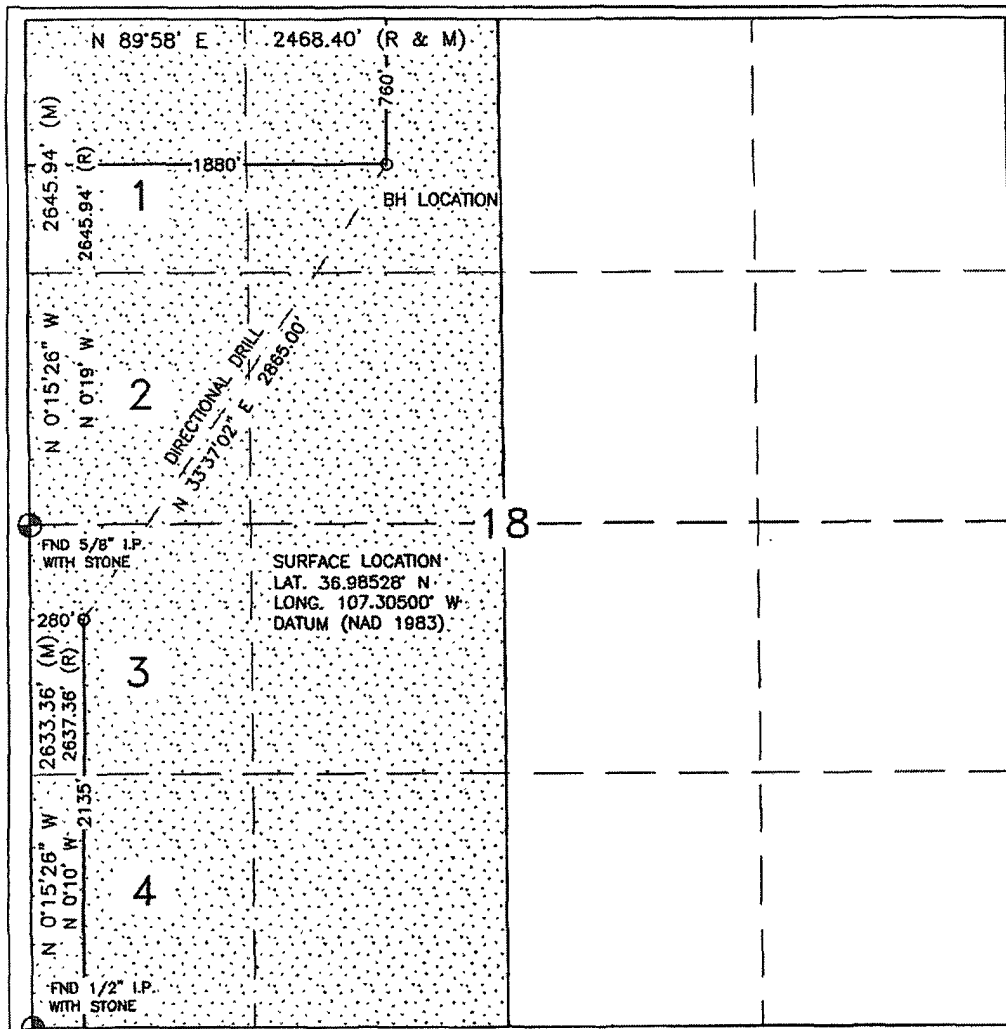 N 89°58' E 2468.40' (R & M)
760'
2645.94' (M)
2645.94' (R)
1880'
1
BH LOCATION
N 0°15'26" W
N 0°19' W
2
DIRECTIONAL DRILL
N 33°37'02" E 2865.00'
18
FND 5/8" I.P.
WITH STONE
SURFACE LOCATION
LAT. 36.98528° N
LONG. 107.30500° W
DATUM (NAD 1983)
280'
2633.36' (M)
2637.36' (R)
3
2135'
N 0°15'26" W
N 0°10' W
4
FND 1/2" I.P.
WITH STONE